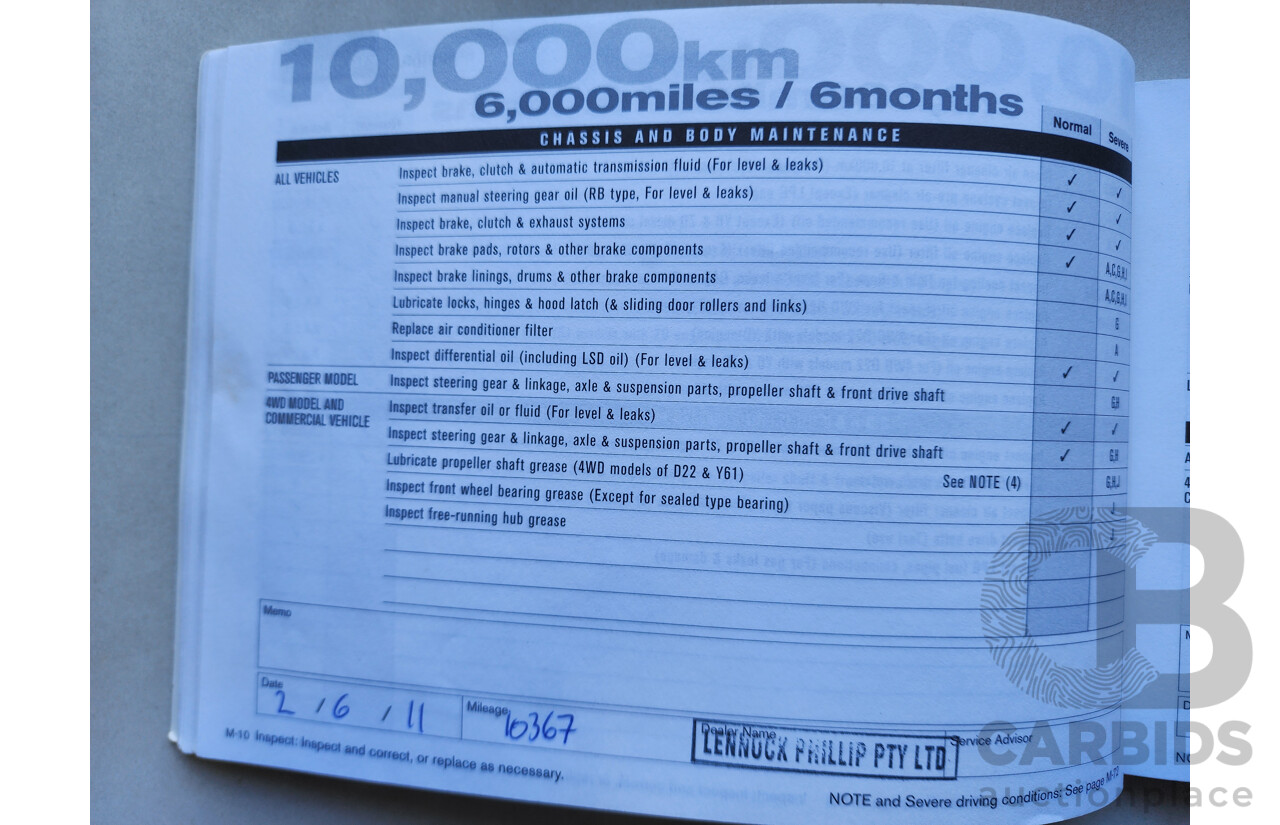 10,000km
6,000miles / 6months
CHASSIS AND BODY MAINTENANCE Normal Severe
ALL VEHICLES Inspect brake, clutch & automatic transmission fluid (For level & leaks) ✓ ✓
Inspect manual steering gear oil (RB type, For level & leaks) ✓ ✓
Inspect brake, clutch & exhaust systems ✓ ✓
Inspect brake pads, rotors & other brake components ✓ A,C,G,H,I
Inspect brake linings, drums & other brake components A,C,G,H,I
Lubricate locks, hinges & hood latch (& sliding door rollers and links) G
Replace air conditioner filter A
Inspect differential oil (including LSD oil) (For level & leaks) ✓ ✓
PASSENGER MODEL Inspect steering gear & linkage, axle & suspension parts, propeller shaft & front drive shaft G,H
4WD MODEL AND COMMERCIAL VEHICLE Inspect transfer oil or fluid (For level & leaks) ✓ ✓
Inspect steering gear & linkage, axle & suspension parts, propeller shaft & front drive shaft ✓ G,H
Lubricate propeller shaft grease (4WD models of D22 & Y61) See NOTE (4) G,H,J
Inspect front wheel bearing grease (Except for sealed type bearing) J
Inspect free-running hub grease J
Memo
Date 2 / 6 / 11 Mileage 10367 Dealer Name LENNOCK PHILLIP PTY LTD Service Advisor
M-10 Inspect: Inspect and correct, or replace as necessary.
NOTE and Severe driving conditions: See page M-72
CB
CARBIDS
auctionplace